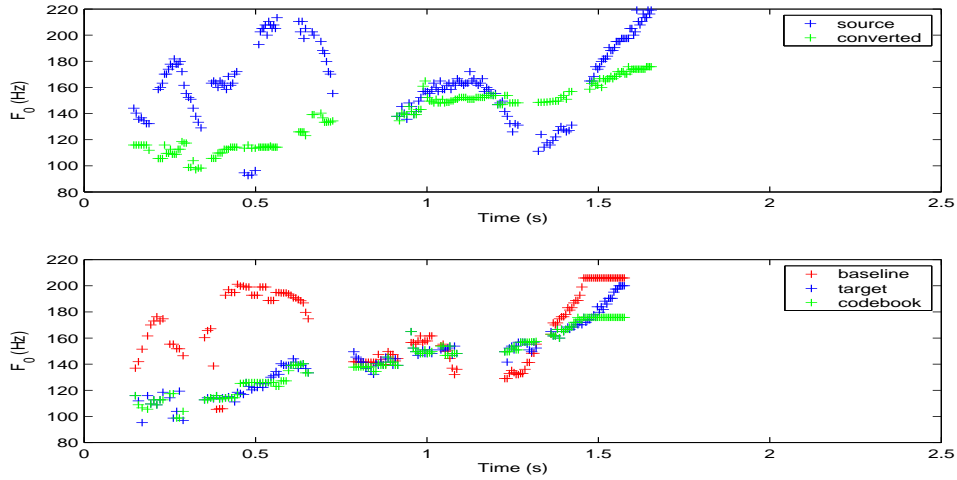 220
200
180
160
140
120
100
80
F0 (Hz)
source
converted
0 0.5 1 1.5 2 2.5
Time (s)
220
200
180
160
140
120
100
80
F0 (Hz)
baseline
target
codebook
0 0.5 1 1.5 2 2.5
Time (s)